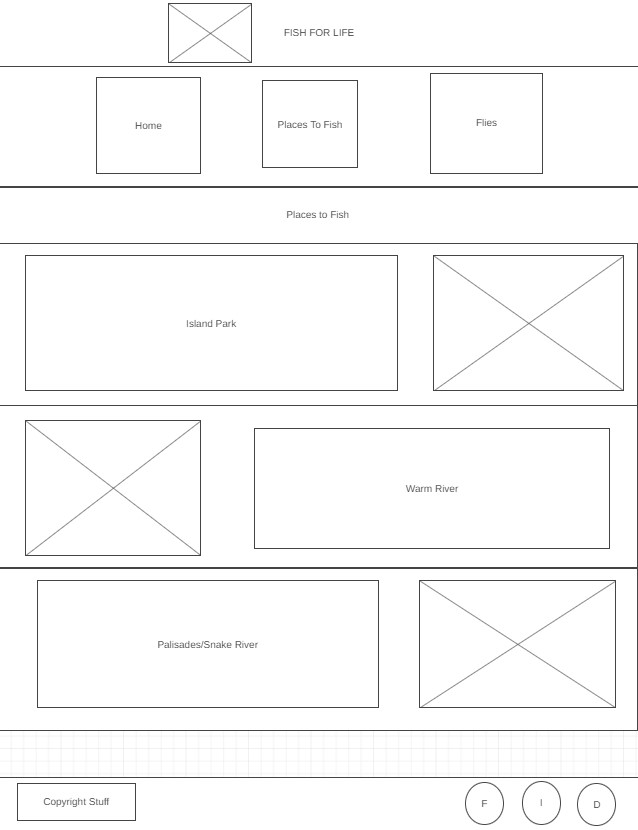 FISH FOR LIFE
Home
Places To Fish
Flies
Places to Fish
Island Park
Warm River
Palisades/Snake River
Copyright Stuff
F
I
D